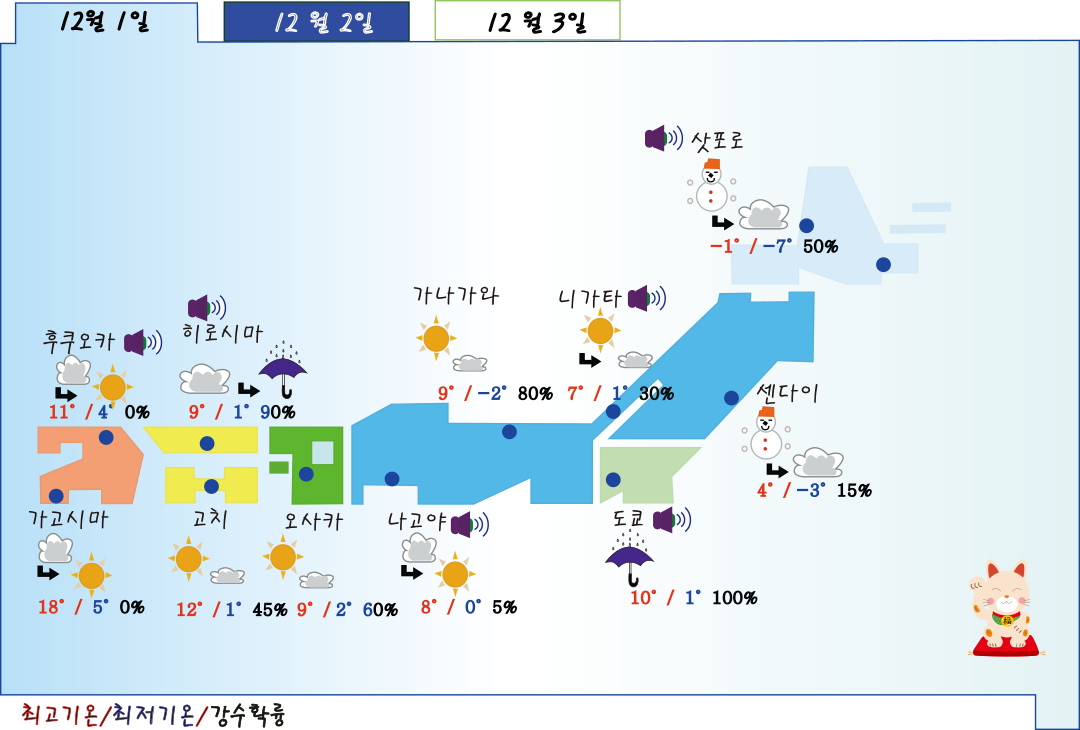 12월 1일
12 월 2일
12 월 3일
삿포로
-1° / -7° 50%
가나가와
9° / -2° 80%
니가타
7° / 1° 30%
히로시마
9° / 1° 90%
후쿠오카
11° / 4° 0%
센다이
4° / -3° 15%
가고시마
18° / 5° 0%
고치
12° / 1° 45%
오사카
9° / 2° 60%
나고야
8° / 0° 5%
도쿄
10° / 1° 100%
최고기온/최저기온/강수확률